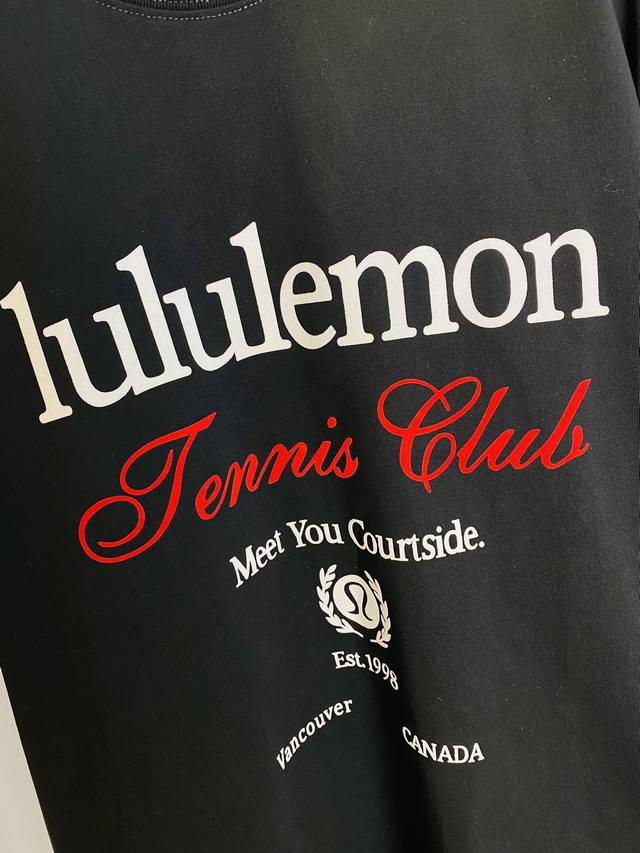 lululemon
Tennis Club
Meet You Courtside.
Est.1998
Vancouver CANADA